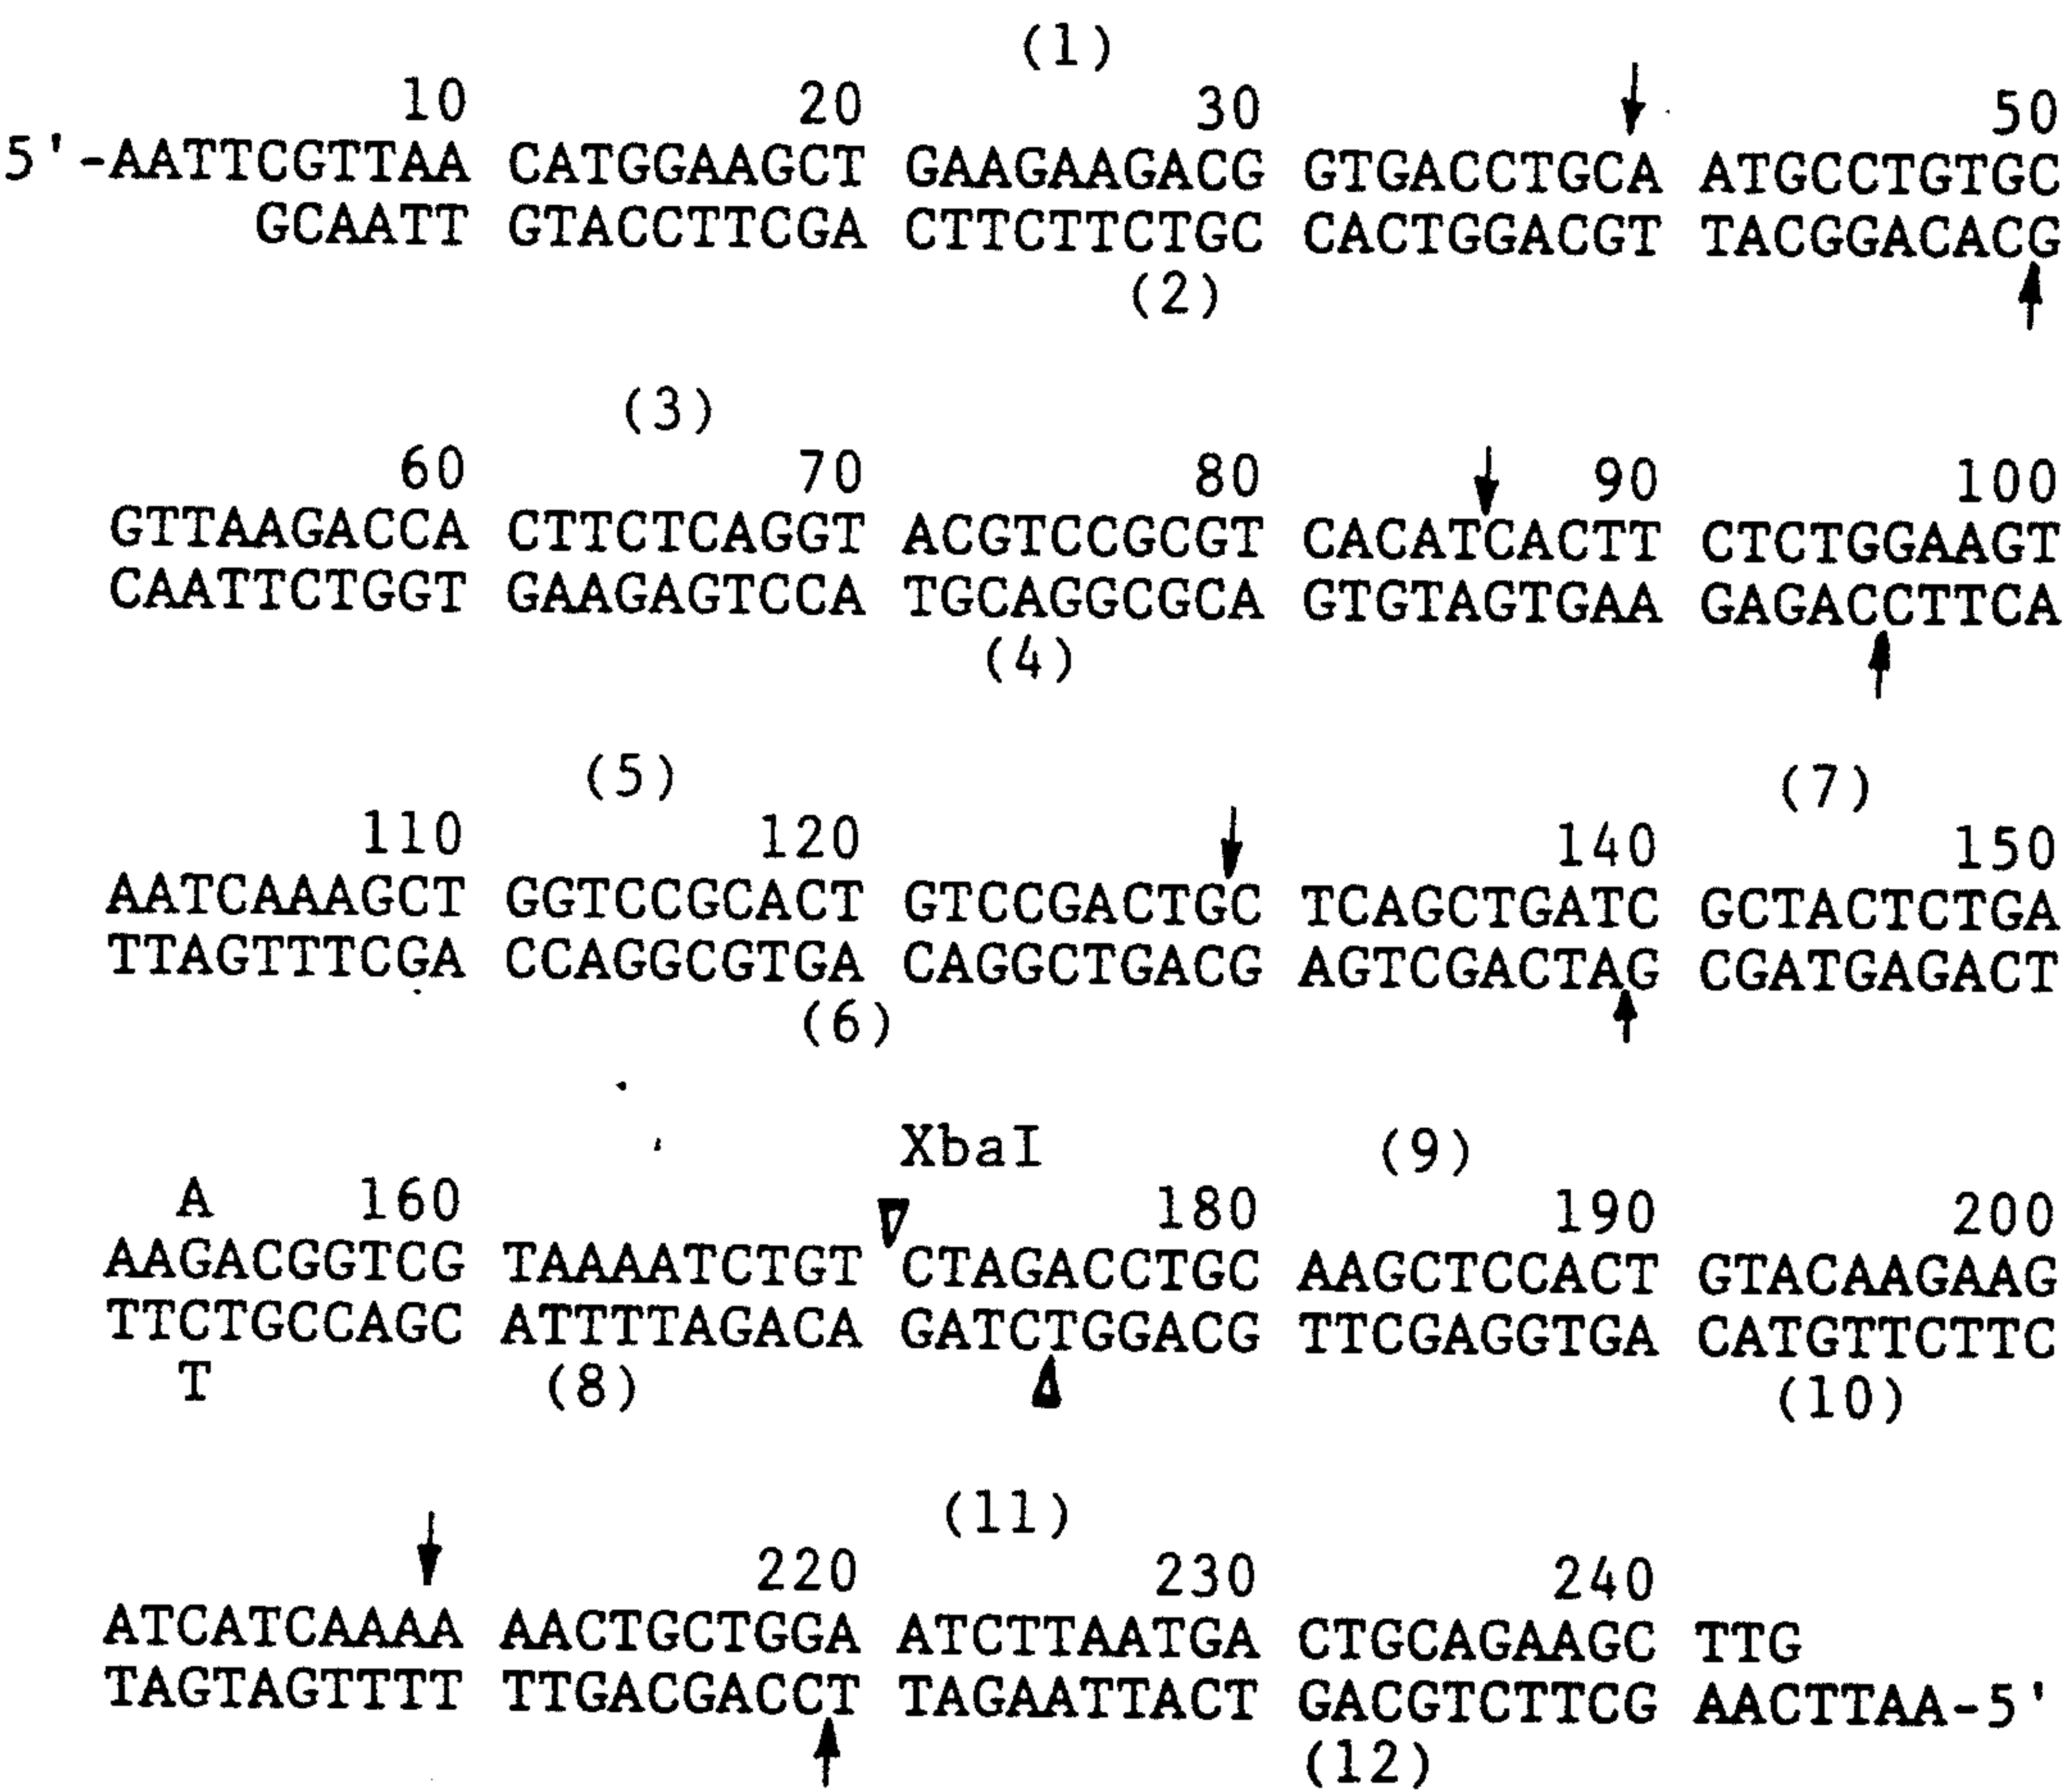 (1)
10 20 30 50
5'-AATTCGTTAA CATGGAAGCT GAAGAAGACG GTGACCTGCA ATGCCTGTGC
GCAATT GTACCTTCGA CTTCTTCTGC CACTGGACGT TACGGACACG
(2)
(3)
60 70 80 90 100
GTTAAGACCA CTTCTCAGGT ACGTCCGCGT CACATCACTT CTCTGGAAGT
CAATTCTGGT GAAGAGTCCA TGCAGGCGCA GTGTAGTGAA GAGACCTTCA
(4)
(5) (7)
110 120 140 150
AATCAAAGCT GGTCCGCACT GTCCGACTGC TCAGCTGATC GCTACTCTGA
TTAGTTTCGA CCAGGCGTGA CAGGCTGACG AGTCGACTAG CGATGAGACT
(6)
XbaI (9)
A 160 180 190 200
AAGACGGTCG TAAAATCTGT CTAGACCTGC AAGCTCCACT GTACAAGAAG
TTCTGCCAGC ATTTTAGACA GATCTGGACG TTCGAGGTGA CATGTTCTTC
T (8) (10)
(11)
220 230 240
ATCATCAAAA AACTGCTGGA ATCTTAATGA CTGCAGAAGC TTG
TAGTAGTTTT TTGACGACCT TAGAATTACT GACGTCTTCG AACTTAA-5'
(12)